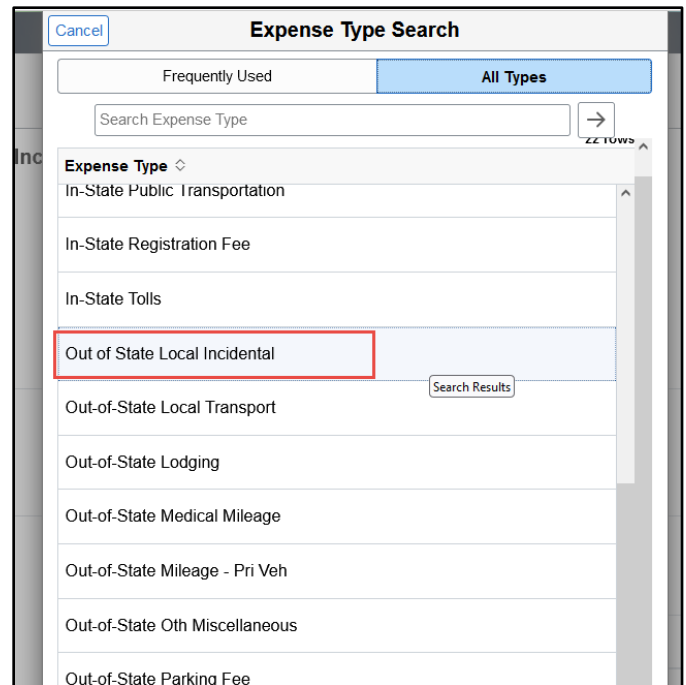 Cancel
Expense Type Search
Frequently Used
All Types
Search Expense Type
22 rows
Inc
Expense Type
In-State Public Transportation
In-State Registration Fee
In-State Tolls
Out of State Local Incidental
Search Results
Out-of-State Local Transport
Out-of-State Lodging
Out-of-State Medical Mileage
Out-of-State Mileage - Pri Veh
Out-of-State Oth Miscellaneous
Out-of-State Parking Fee